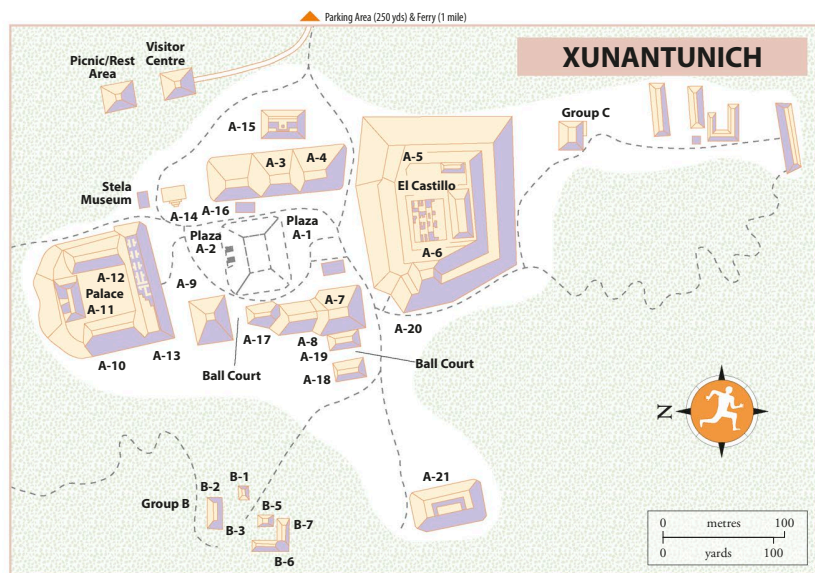 Parking Area (250 yds) & Ferry (1 mile)
XUNANTUNICH
Visitor
Centre
Picnic/Rest
Area
Group C
A-15
A-3
A-4
A-5
El Castillo
Stela
Museum
A-14
A-16
Plaza
A-2
Plaza
A-1
A-6
A-12
Palace
A-11
A-9
A-7
A-20
A-10
A-13
A-17
A-8
A-19
A-18
Ball Court
Ball Court
N
A-21
B-1
B-2
Group B
B-3
B-5
B-7
B-6
0 metres 100
0 yards 100